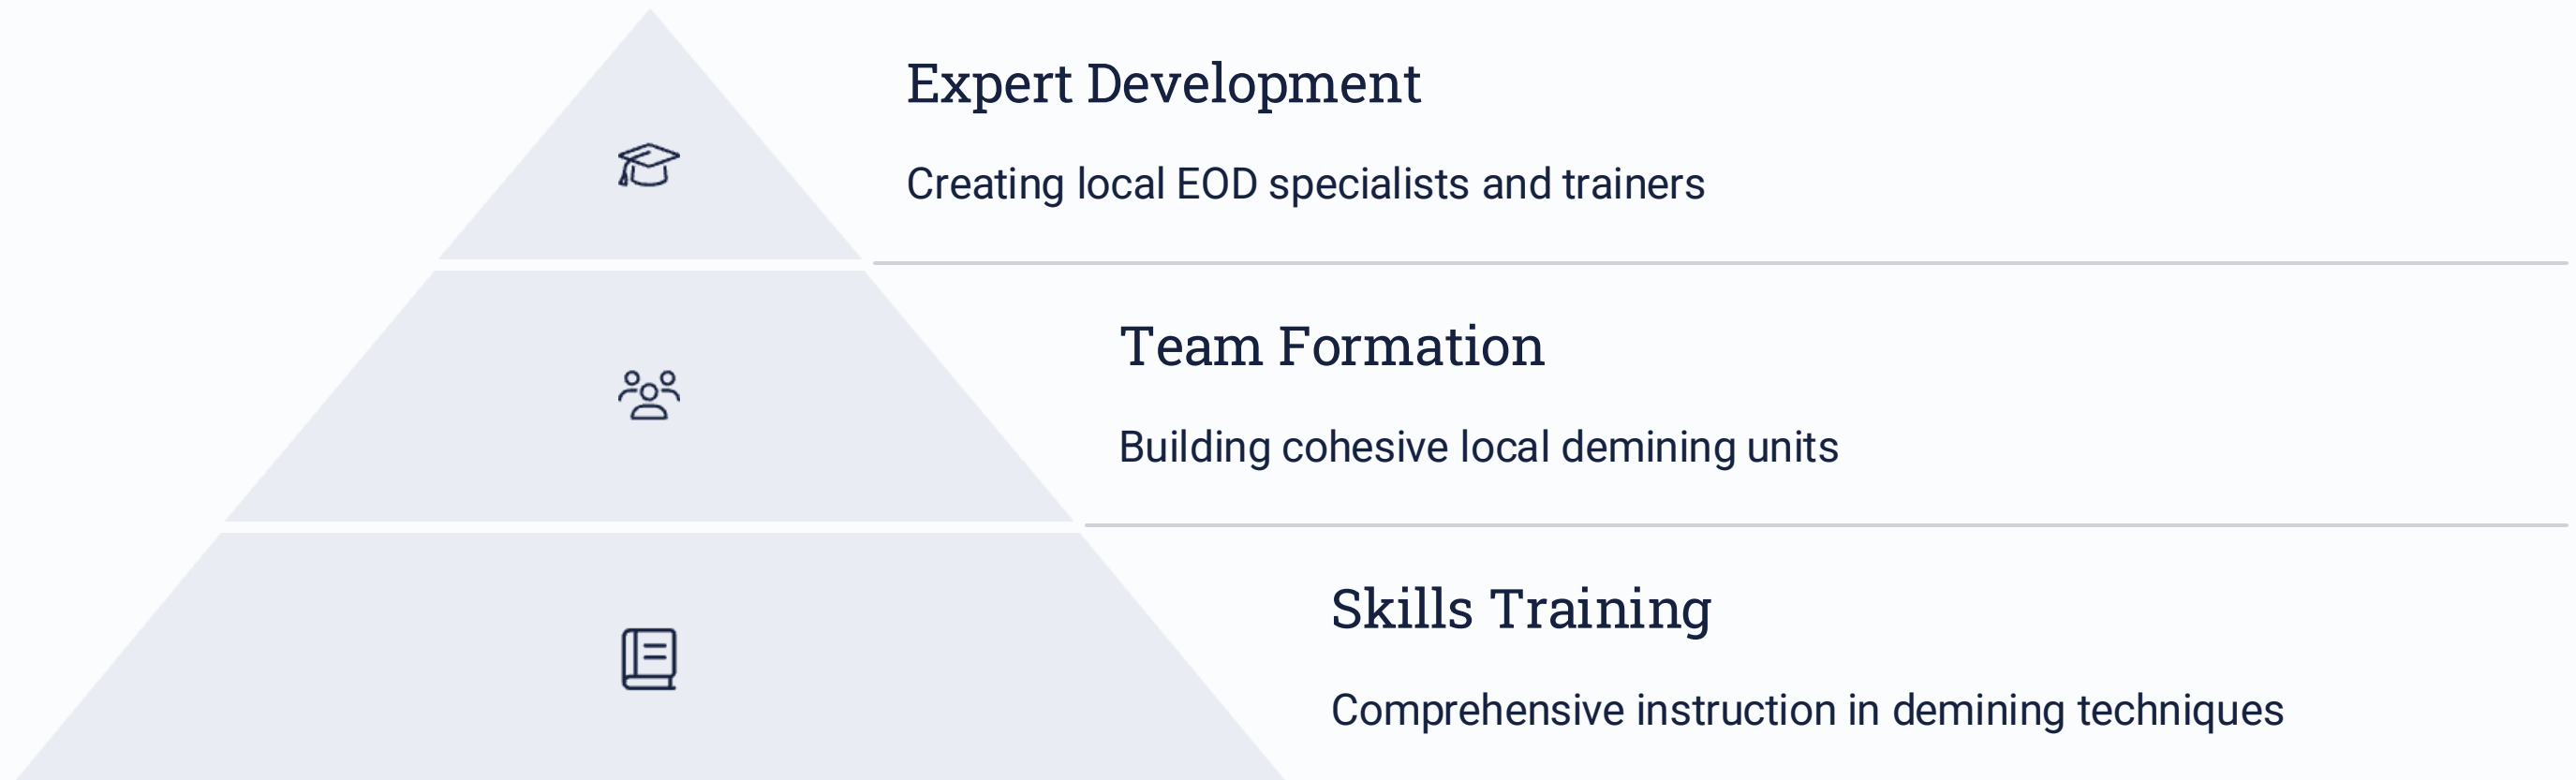 Expert Development
Creating local EOD specialists and trainers
Team Formation
Building cohesive local demining units
Skills Training
Comprehensive instruction in demining techniques